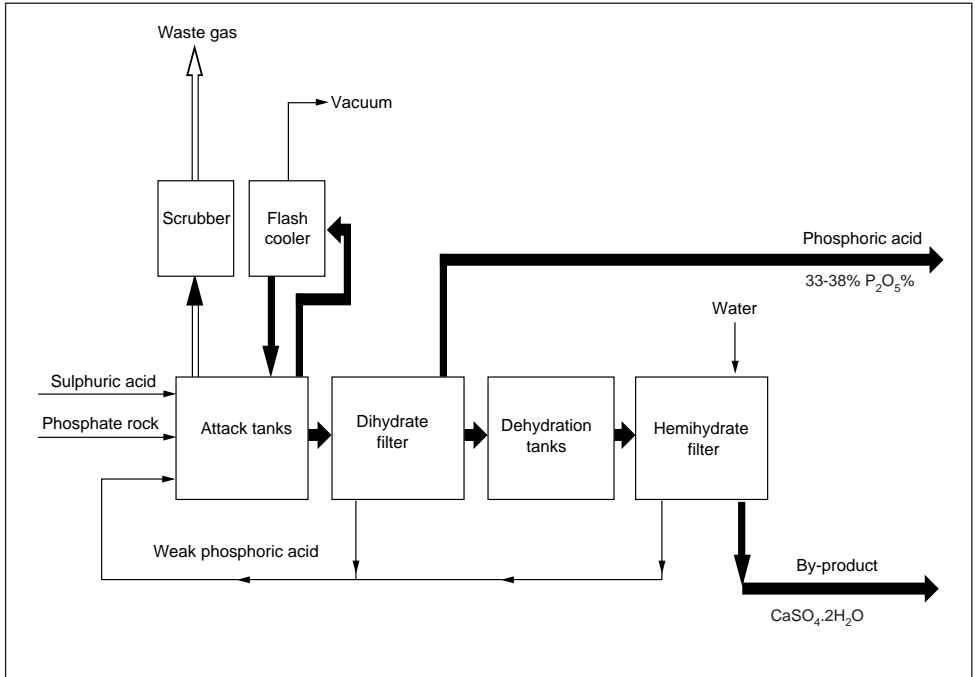 Waste gas
Vacuum
Scrubber
Flash
cooler
Phosphoric acid
33-38% P₂O₅%
Water
Sulphuric acid
Phosphate rock
Attack tanks
Dihydrate
filter
Dehydration
tanks
Hemihydrate
filter
Weak phosphoric acid
By-product
CaSO₄.2H₂O